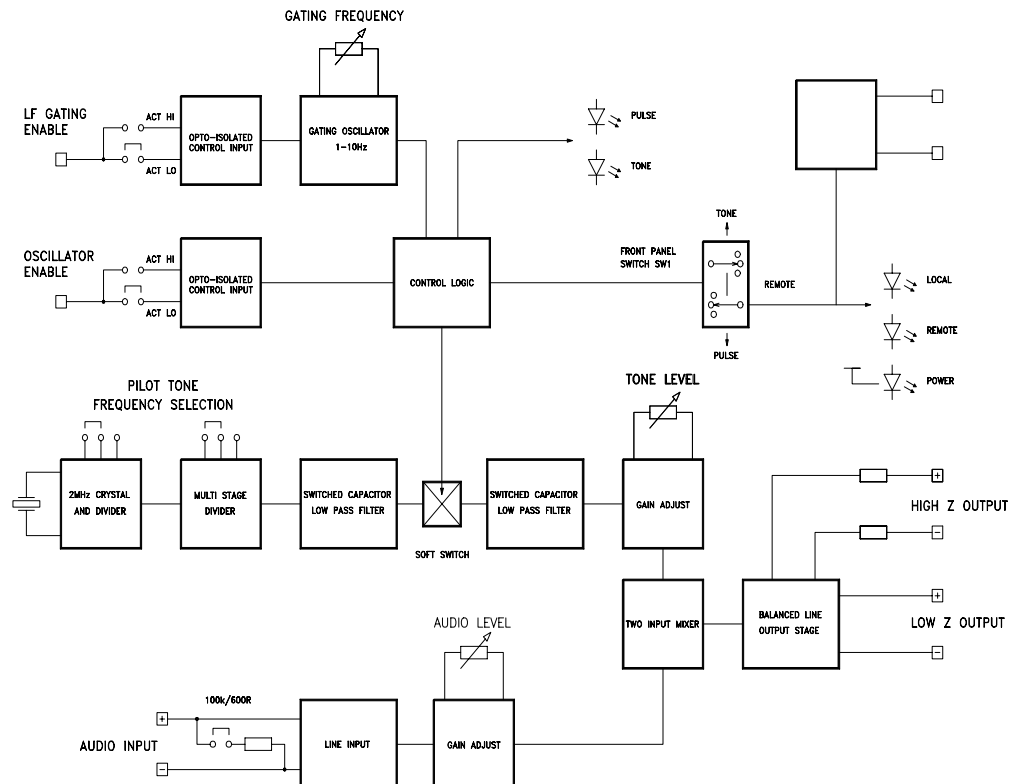 GATING FREQUENCY
LF GATING
ENABLE
ACT HI
ACT LO
OPTO-ISOLATED
CONTROL INPUT
GATING OSCILLATOR
1-10Hz
PULSE
TONE
OSCILLATOR
ENABLE
ACT HI
ACT LO
OPTO-ISOLATED
CONTROL INPUT
CONTROL LOGIC
FRONT PANEL
SWITCH SW1
TONE
REMOTE
PULSE
LOCAL
REMOTE
POWER
PILOT TONE
FREQUENCY SELECTION
TONE LEVEL
2MHz CRYSTAL
AND DIVIDER
MULTI STAGE
DIVIDER
SWITCHED CAPACITOR
LOW PASS FILTER
SOFT SWITCH
SWITCHED CAPACITOR
LOW PASS FILTER
GAIN ADJUST
+
HIGH Z OUTPUT
-
TWO INPUT MIXER
BALANCED LINE
OUTPUT STAGE
+
LOW Z OUTPUT
-
AUDIO LEVEL
100k/600R
+
AUDIO INPUT
-
LINE INPUT
GAIN ADJUST